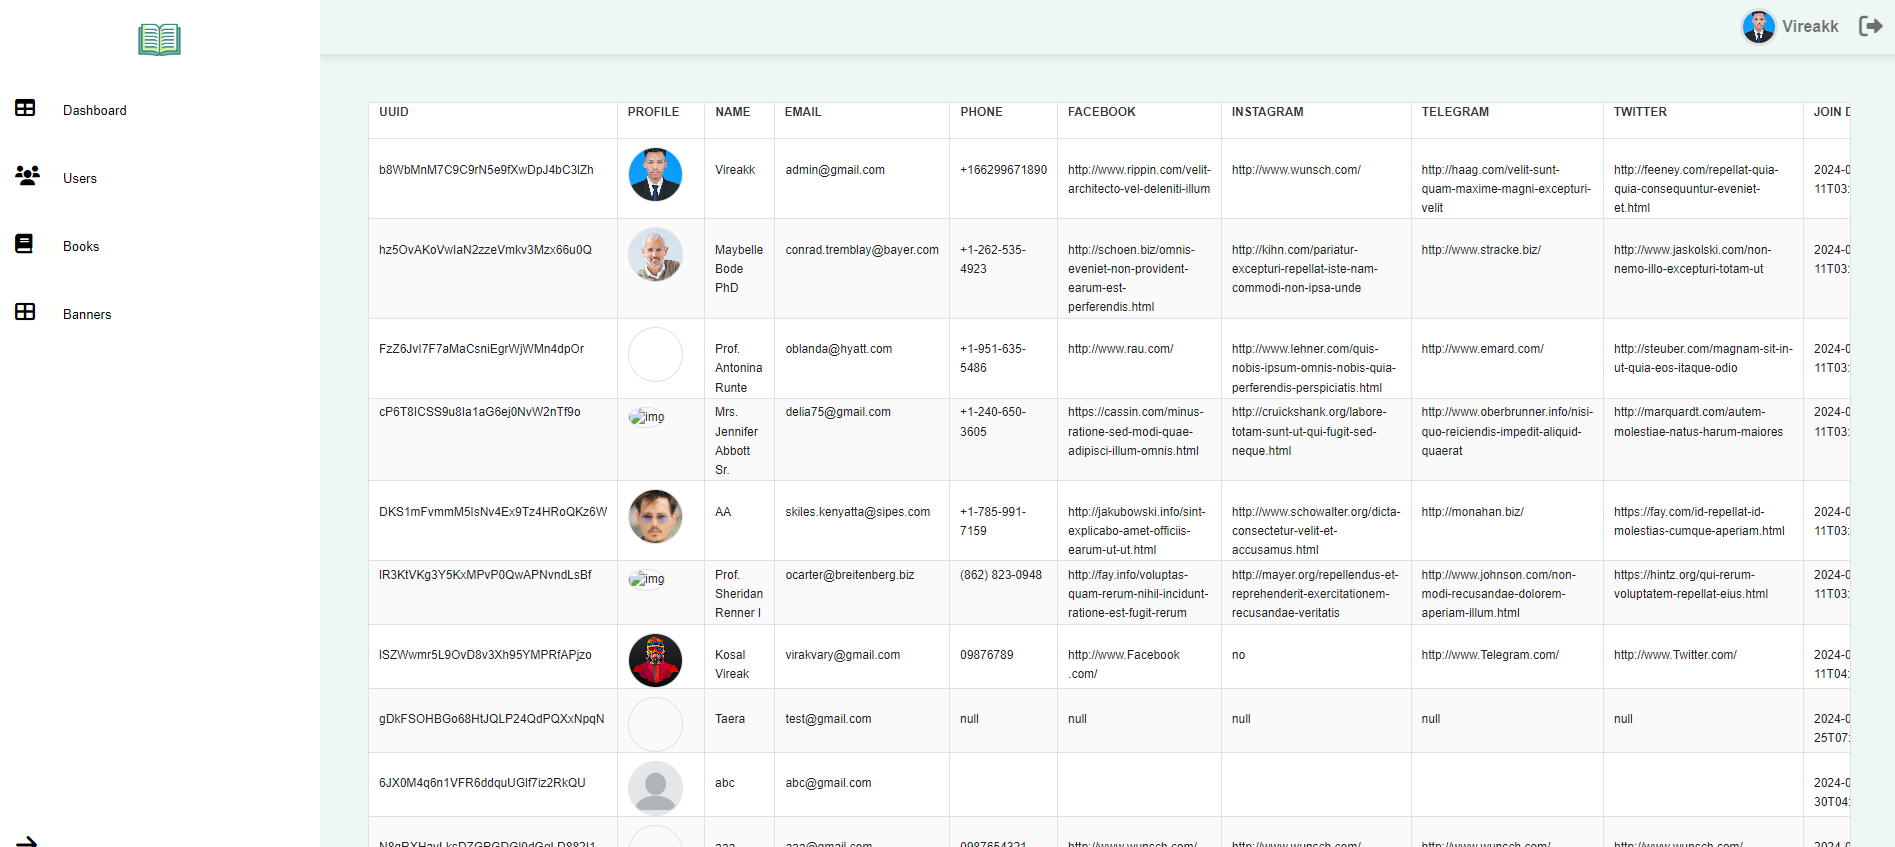 Vireakk
Dashboard
Users
Books
Banners
UUID PROFILE NAME EMAIL PHONE FACEBOOK INSTAGRAM TELEGRAM TWITTER JOIN D
b8WbMnM7C9C9rN5e9fXwDpJ4bC3lZh Vireakk admin@gmail.com +166299671890 http://www.rippin.com/velit- http://www.wunsch.com/ http://haag.com/velit-sunt- http://feeney.com/repellat-quia- 2024-0
architecto-vel-deleniti-illum quam-maxime-magni-excepturi- quia-consequuntur-eveniet- 11T03:
velit et.html
hz5OvAKoVwIaN2zzeVmkv3Mzx66u0Q Maybelle conrad.tremblay@bayer.com +1-262-535- http://schoen.biz/omnis- http://kihn.com/pariatur- http://www.stracke.biz/ http://www.jaskolski.com/non- 2024-0
Bode 4923 eveniet-non-provident- excepturi-repellat-iste-nam- nemo-illo-excepturi-totam-ut 11T03:
PhD earum-est- commodi-non-ipsa-unde
perferendis.html
FzZ6JvI7F7aMaCsniEgrWjWMn4dpOr Prof. oblanda@hyatt.com +1-951-635- http://www.rau.com/ http://www.lehner.com/quis- http://www.emard.com/ http://steuber.com/magnam-sit-in- 2024-0
Antonina 5486 nobis-ipsum-omnis-nobis-quia- ut-quia-eos-itaque-odio 11T03:
Runte perferendis-perspiciatis.html
cP6T8ICSS9u8Ia1aG6ej0NvW2nTf9o img Mrs. delia75@gmail.com +1-240-650- https://cassin.com/minus- http://cruickshank.org/labore- http://www.oberbrunner.info/nisi- http://marquardt.com/autem- 2024-0
Jennifer 3605 ratione-sed-modi-quae- totam-sunt-ut-qui-fugit-sed- quo-reiciendis-impedit-aliquid- molestiae-natus-harum-maiores 11T03:
Abbott adipisci-illum-omnis.html neque.html quaerat
Sr.
DKS1mFvmmM5lsNv4Ex9Tz4HRoQKz6W AA skiles.kenyatta@sipes.com +1-785-991- http://jakubowski.info/sint- http://www.schowalter.org/dicta- http://monahan.biz/ https://fay.com/id-repellat-id- 2024-0
7159 explicabo-amet-officiis- consectetur-velit-et- molestias-cumque-aperiam.html 11T03:
earum-ut-ut.html accusamus.html
IR3KtVKg3Y5KxMPvP0QwAPNvndLsBf img Prof. ocarter@breitenberg.biz (862) 823-0948 http://fay.info/voluptas- http://mayer.org/repellendus-et- http://www.johnson.com/non- https://hintz.org/qui-rerum- 2024-0
Sheridan quam-rerum-nihil-incidunt- reprehenderit-exercitationem- modi-recusandae-dolorem- voluptatem-repellat-eius.html 11T03:
Renner I ratione-est-fugit-rerum recusandae-veritatis aperiam-illum.html
ISZWwmr5L9OvD8v3Xh95YMPRfAPjzo Kosal virakvary@gmail.com 09876789 http://www.Facebook no http://www.Telegram.com/ http://www.Twitter.com/ 2024-0
Vireak .com/ 11T04:
gDkFSOHBGo68HtJQLP24QdPQXxNpqN Taera test@gmail.com null null null null null 2024-0
25T07:
6JX0M4q6n1VFR6ddquUGlf7iz2RkQU abc abc@gmail.com 2024-0
30T04:
aaa aaa@gmail.com 0987654321 http://www.wunsch.com/ http://www.wunsch.com/ http://www.wunsch.com/ http://www.wunsch.com/ 2024-0